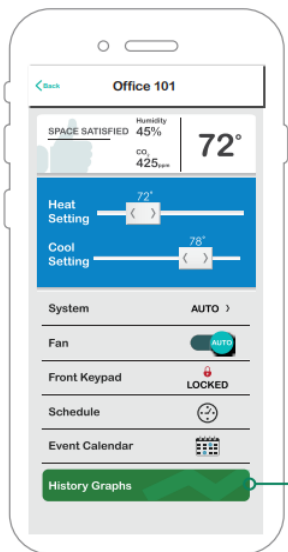 Back
Office 101
SPACE SATISFIED
Humidity
45%
CO2
425ppm
72°
Heat
Setting
72°
Cool
Setting
78°
System AUTO
Fan AUTO
Front Keypad LOCKED
Schedule
Event Calendar
History Graphs